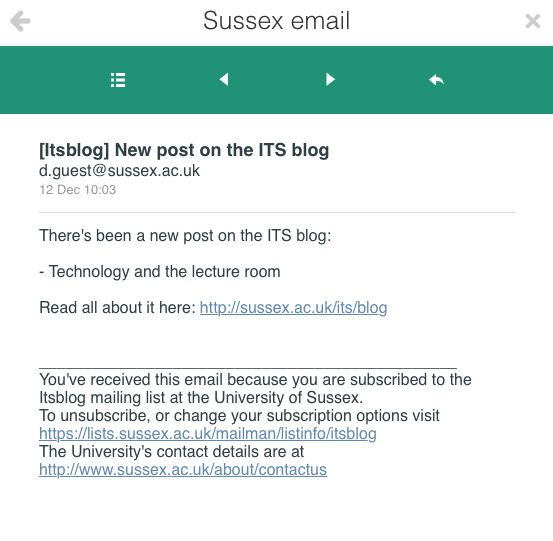 Sussex email
[Itsblog] New post on the ITS blog
d.guest@sussex.ac.uk
12 Dec 10:03
There's been a new post on the ITS blog:
- Technology and the lecture room
Read all about it here: http://sussex.ac.uk/its/blog
_______________________________________________
You've received this email because you are subscribed to the
Itsblog mailing list at the University of Sussex.
To unsubscribe, or change your subscription options visit
https://lists.sussex.ac.uk/mailman/listinfo/itsblog
The University's contact details are at
http://www.sussex.ac.uk/about/contactus